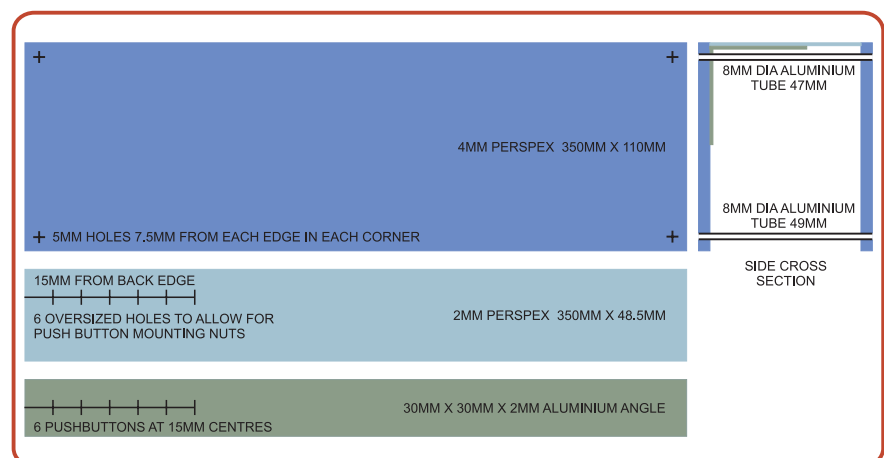 4MM PERSPEX 350MM X 110MM
5MM HOLES 7.5MM FROM EACH EDGE IN EACH CORNER
8MM DIA ALUMINIUM
TUBE 47MM
8MM DIA ALUMINIUM
TUBE 49MM
SIDE CROSS
SECTION
15MM FROM BACK EDGE
6 OVERSIZED HOLES TO ALLOW FOR
PUSH BUTTON MOUNTING NUTS
2MM PERSPEX 350MM X 48.5MM
30MM X 30MM X 2MM ALUMINIUM ANGLE
6 PUSHBUTTONS AT 15MM CENTRES